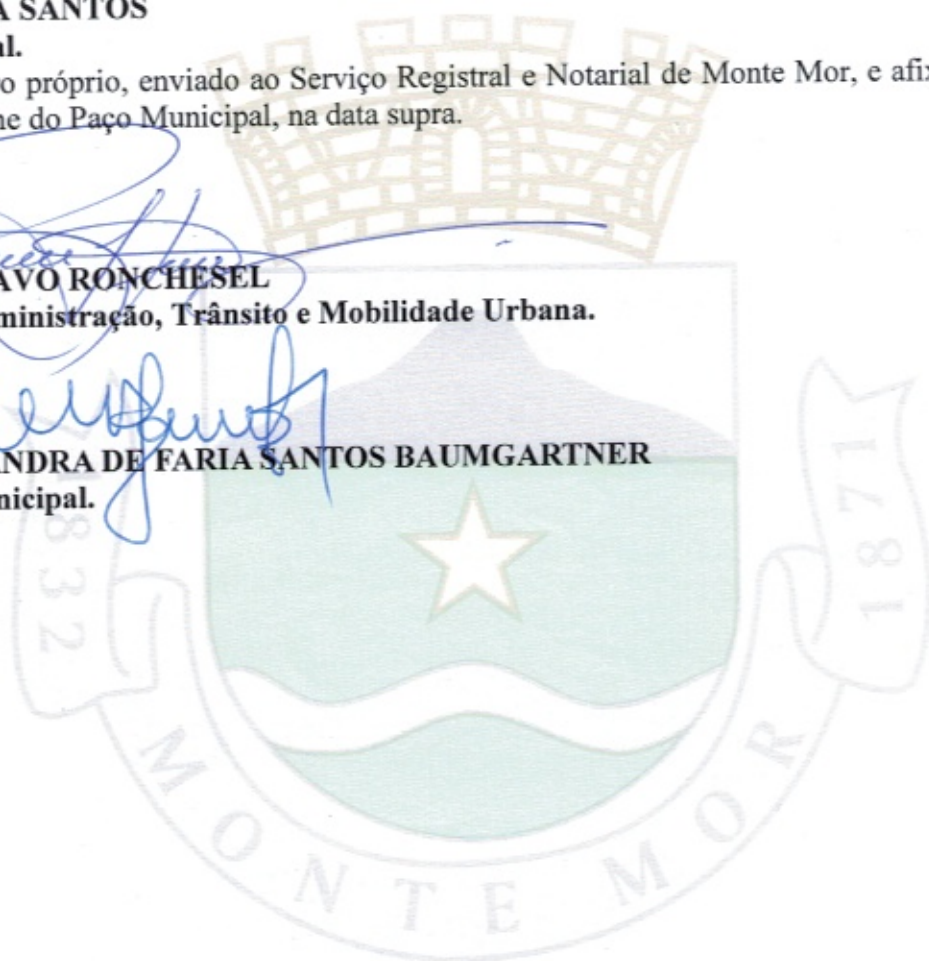 A SANTOS
al.
o próprio, enviado ao Serviço Registral e Notarial de Monte Mor, e afix
ne do Paço Municipal, na data supra.
AVO RONCHESEL
ministração, Trânsito e Mobilidade Urbana.
ANDRA DE FARIA SANTOS BAUMGARTNER
nicipal.
1832
1871
MONTE MOR